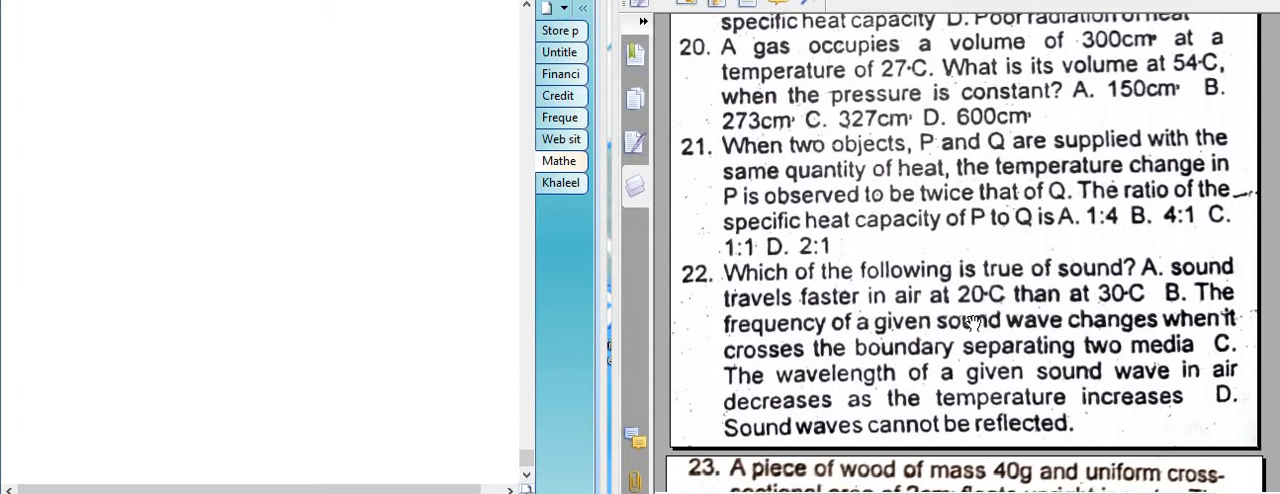 Store p
Untitle
Financi
Credit
Freque
Web sit
Mathe
Khaleel
specific heat capacity D. Poor radiation of heat
20. A gas occupies a volume of 300cm³ at a
temperature of 27·C. What is its volume at 54·C,
when the pressure is constant? A. 150cm³ B.
273cm³ C. 327cm³ D. 600cm³
21. When two objects, P and Q are supplied with the
same quantity of heat, the temperature change in
P is observed to be twice that of Q. The ratio of the
specific heat capacity of P to Q is A. 1:4 B. 4:1 C.
1:1 D. 2:1
22. Which of the following is true of sound? A. sound
travels faster in air at 20·C than at 30·C B. The
frequency of a given sound wave changes when it
crosses the boundary separating two media C.
The wavelength of a given sound wave in air
decreases as the temperature increases D.
Sound waves cannot be reflected.
23. A piece of wood of mass 40g and uniform cross-